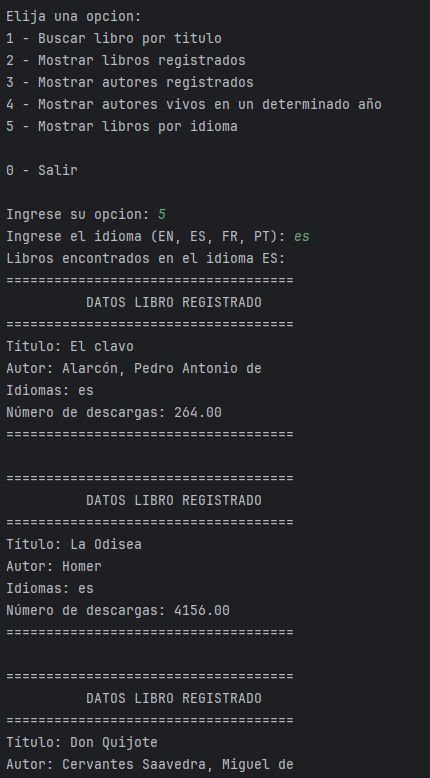 Elija una opcion:
1 - Buscar libro por titulo
2 - Mostrar libros registrados
3 - Mostrar autores registrados
4 - Mostrar autores vivos en un determinado año
5 - Mostrar libros por idioma
0 - Salir
Ingrese su opcion: 5
Ingrese el idioma (EN, ES, FR, PT): es
Libros encontrados en el idioma ES:
====================================
DATOS LIBRO REGISTRADO
====================================
Título: El clavo
Autor: Alarcón, Pedro Antonio de
Idiomas: es
Número de descargas: 264.00
====================================
====================================
DATOS LIBRO REGISTRADO
====================================
Título: La Odisea
Autor: Homer
Idiomas: es
Número de descargas: 4156.00
====================================
====================================
DATOS LIBRO REGISTRADO
====================================
Título: Don Quijote
Autor: Cervantes Saavedra, Miguel de